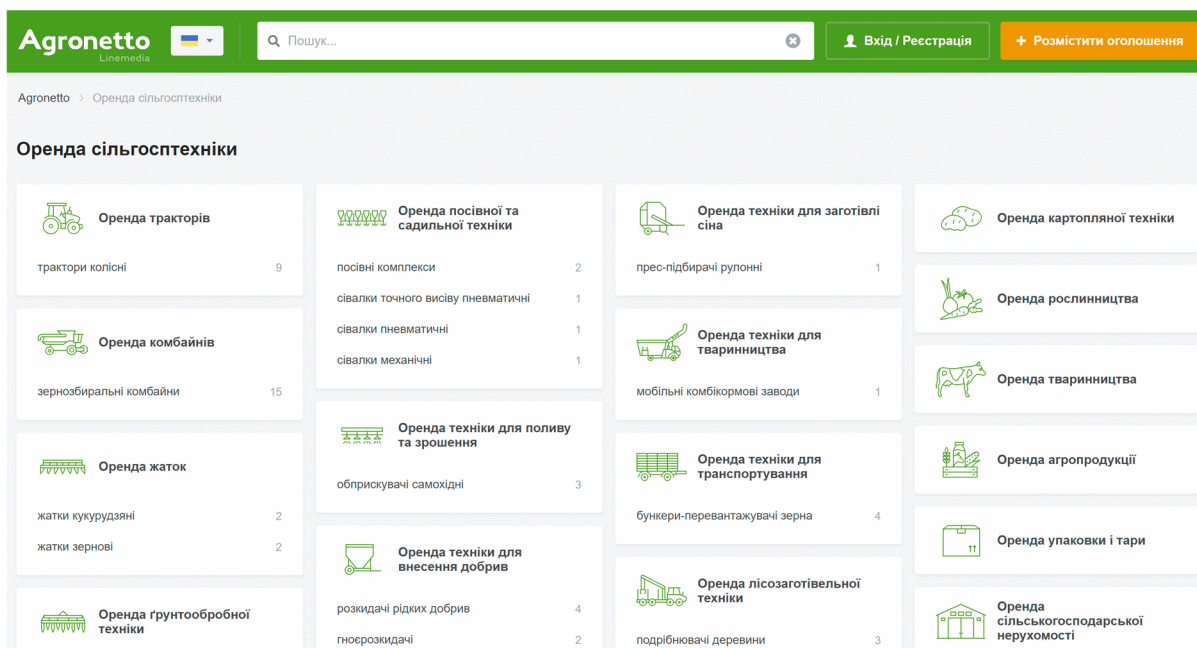 Agronetto
Linemedia
Пошук...
Вхід / Реєстрація
+ Розмістити оголошення
Agronetto > Оренда сільгосптехніки
Оренда сільгосптехніки
Оренда тракторів
трактори колісні 9
Оренда комбайнів
зернозбиральні комбайни 15
Оренда жаток
жатки кукурудзяні 2
жатки зернові 2
Оренда ґрунтообробної
техніки
Оренда посівної та
садильної техніки
посівні комплекси 2
сівалки точного висіву пневматичні 1
сівалки пневматичні 1
сівалки механічні 1
Оренда техніки для поливу
та зрошення
обприскувачі самохідні 3
Оренда техніки для
внесення добрив
розкидачі рідких добрив 4
гноєрозкидачі 2
Оренда техніки для заготівлі
сіна
прес-підбирачі рулонні 1
Оренда техніки для
тваринництва
мобільні комбікормові заводи 1
Оренда техніки для
транспортування
бункери-перевантажувачі зерна 4
Оренда лісозаготівельної
техніки
подрібнювачі деревини 3
Оренда картопляної техніки
Оренда рослинництва
Оренда тваринництва
Оренда агропродукції
Оренда упаковки і тари
Оренда
сільськогосподарської
нерухомості